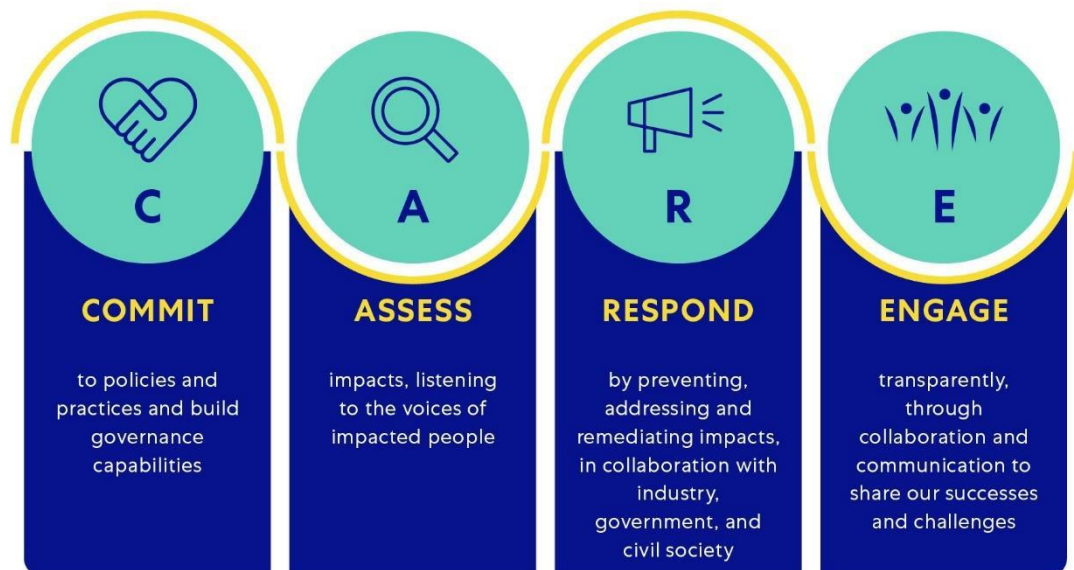 C
COMMIT
to policies and
practices and build
governance
capabilities
A
ASSESS
impacts, listening
to the voices of
impacted people
R
RESPOND
by preventing,
addressing and
remediating impacts,
in collaboration with
industry,
government, and
civil society
E
ENGAGE
transparently,
through
collaboration and
communication to
share our successes
and challenges